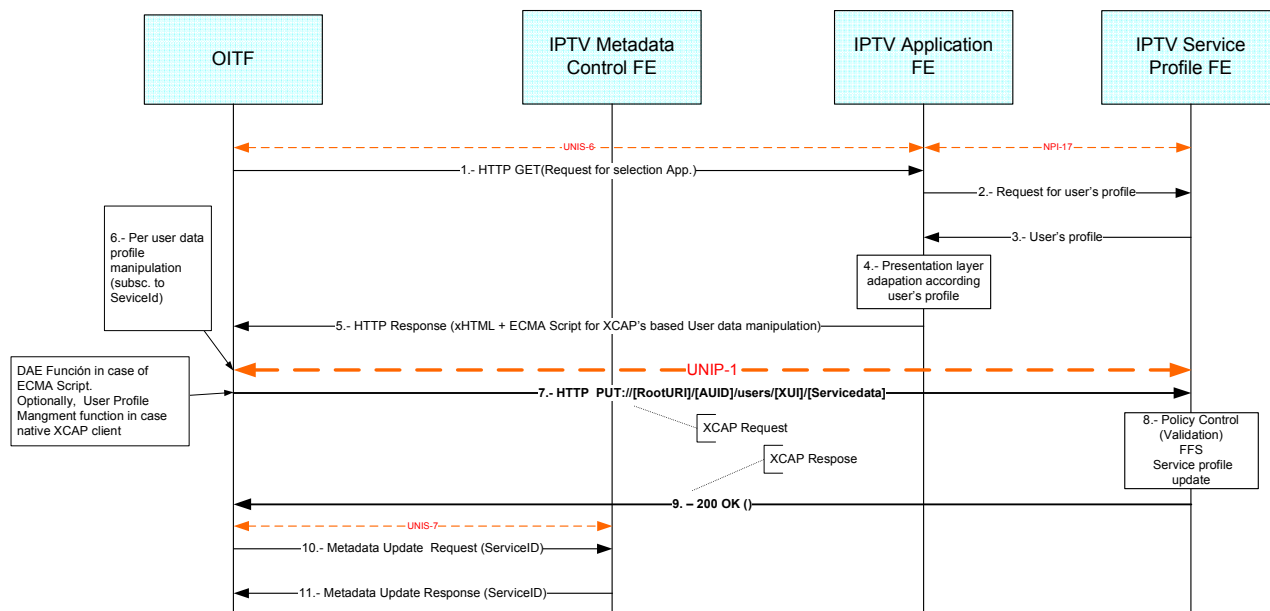 OITF
IPTV Metadata
Control FE
IPTV Application
FE
IPTV Service
Profile FE
UNIS-6
NPI-17
1.- HTTP GET(Request for selection App.)
2.- Request for user's profile
3.- User's profile
6.- Per user data
profile
manipulation
(subsc. to
SeviceId)
4.- Presentation layer
adapation according
user's profile
5.- HTTP Response (xHTML + ECMA Script for XCAP's based User data manipulation)
UNIP-1
DAE Función in case of
ECMA Script.
Optionally, User Profile
Mangment function in case
native XCAP client
7.- HTTP PUT://[RootURI]/[AUID]/users/[XUI]/[Servicedata]
XCAP Request
8.- Policy Control
(Validation)
FFS
Service profile
update
XCAP Respose
9. – 200 OK ()
UNIS-7
10.- Metadata Update Request (ServiceID)
11.- Metadata Update Response (ServiceID)